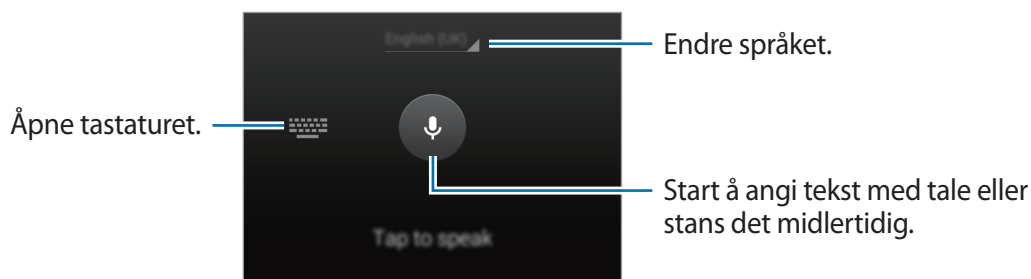 English (UK)
Endre språket.
Åpne tastaturet.
Start å angi tekst med tale eller
stans det midlertidig.
Tap to speak